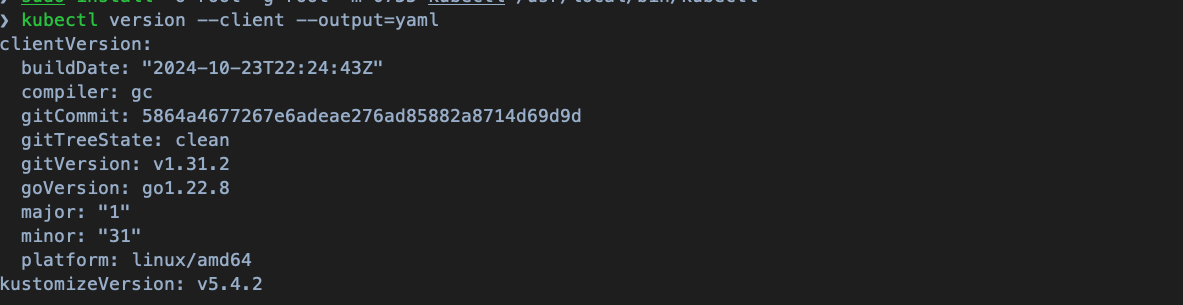 ❯ kubectl version --client --output=yaml
clientVersion:
  buildDate: "2024-10-23T22:24:43Z"
  compiler: gc
  gitCommit: 5864a4677267e6adeae276ad85882a8714d69d9d
  gitTreeState: clean
  gitVersion: v1.31.2
  goVersion: go1.22.8
  major: "1"
  minor: "31"
  platform: linux/amd64
kustomizeVersion: v5.4.2